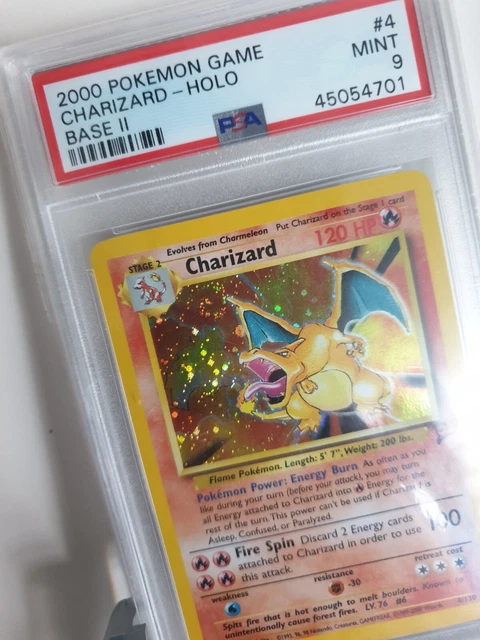 2000 POKEMON GAME #4
CHARIZARD - HOLO MINT
BASE II 9
PSA 45054701
Evolves from Charmeleon Put Charizard on the Stage 1 card
STAGE 2 Charizard 120 HP
Flame Pokémon. Length: 5' 7", Weight: 200 lbs.
Pokémon Power: Energy Burn As often as you
like during your turn (before your attack), you may turn
all Energy attached to Charizard into Energy for the
rest of the turn. This power can't be used if Charizard is
Asleep, Confused, or Paralyzed.
Fire Spin Discard 2 Energy cards
attached to Charizard in order to use 100
this attack.
weakness resistance retreat cost
-30
Spits fire that is hot enough to melt boulders. Known to
unintentionally cause forest fires. LV. 76 #6